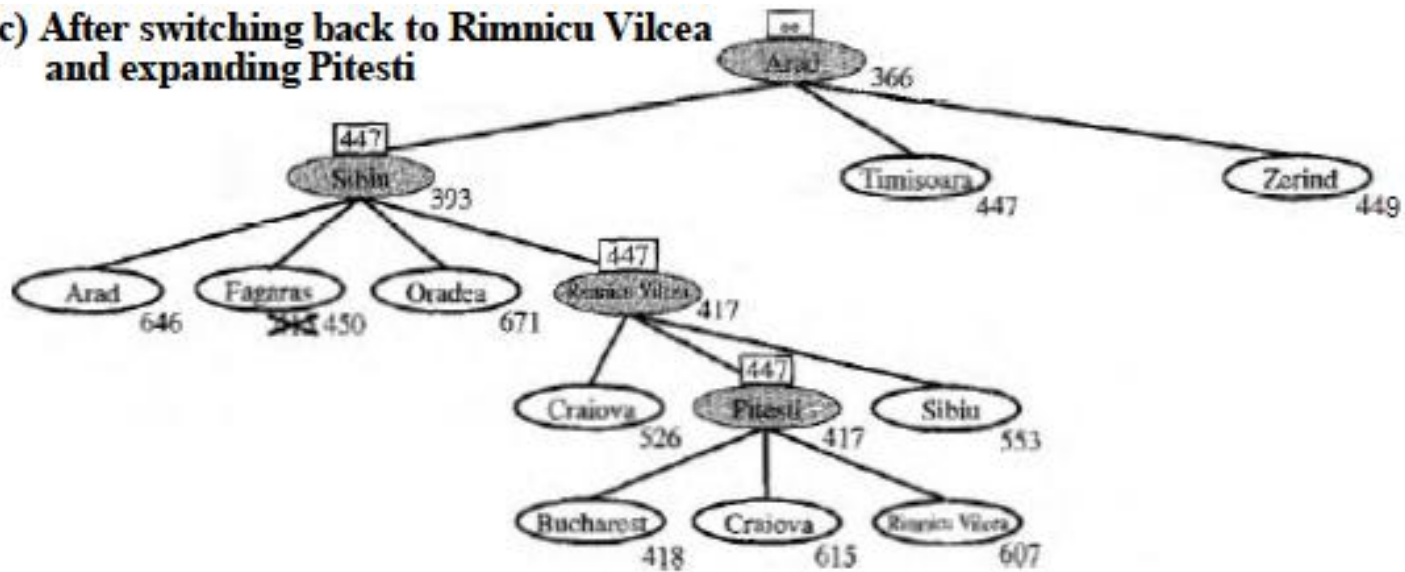 c) After switching back to Rimnicu Vilcea
and expanding Pitesti
∞
Arad
366
447
Sibiu
393
Timisoara
447
Zerind
449
Arad
646
Fagaras
450
Oradea
671
447
Rimnicu Vilcea
417
Craiova
526
447
Pitesti
417
Sibiu
553
Bucharest
418
Craiova
615
Rimnicu Vilcea
607